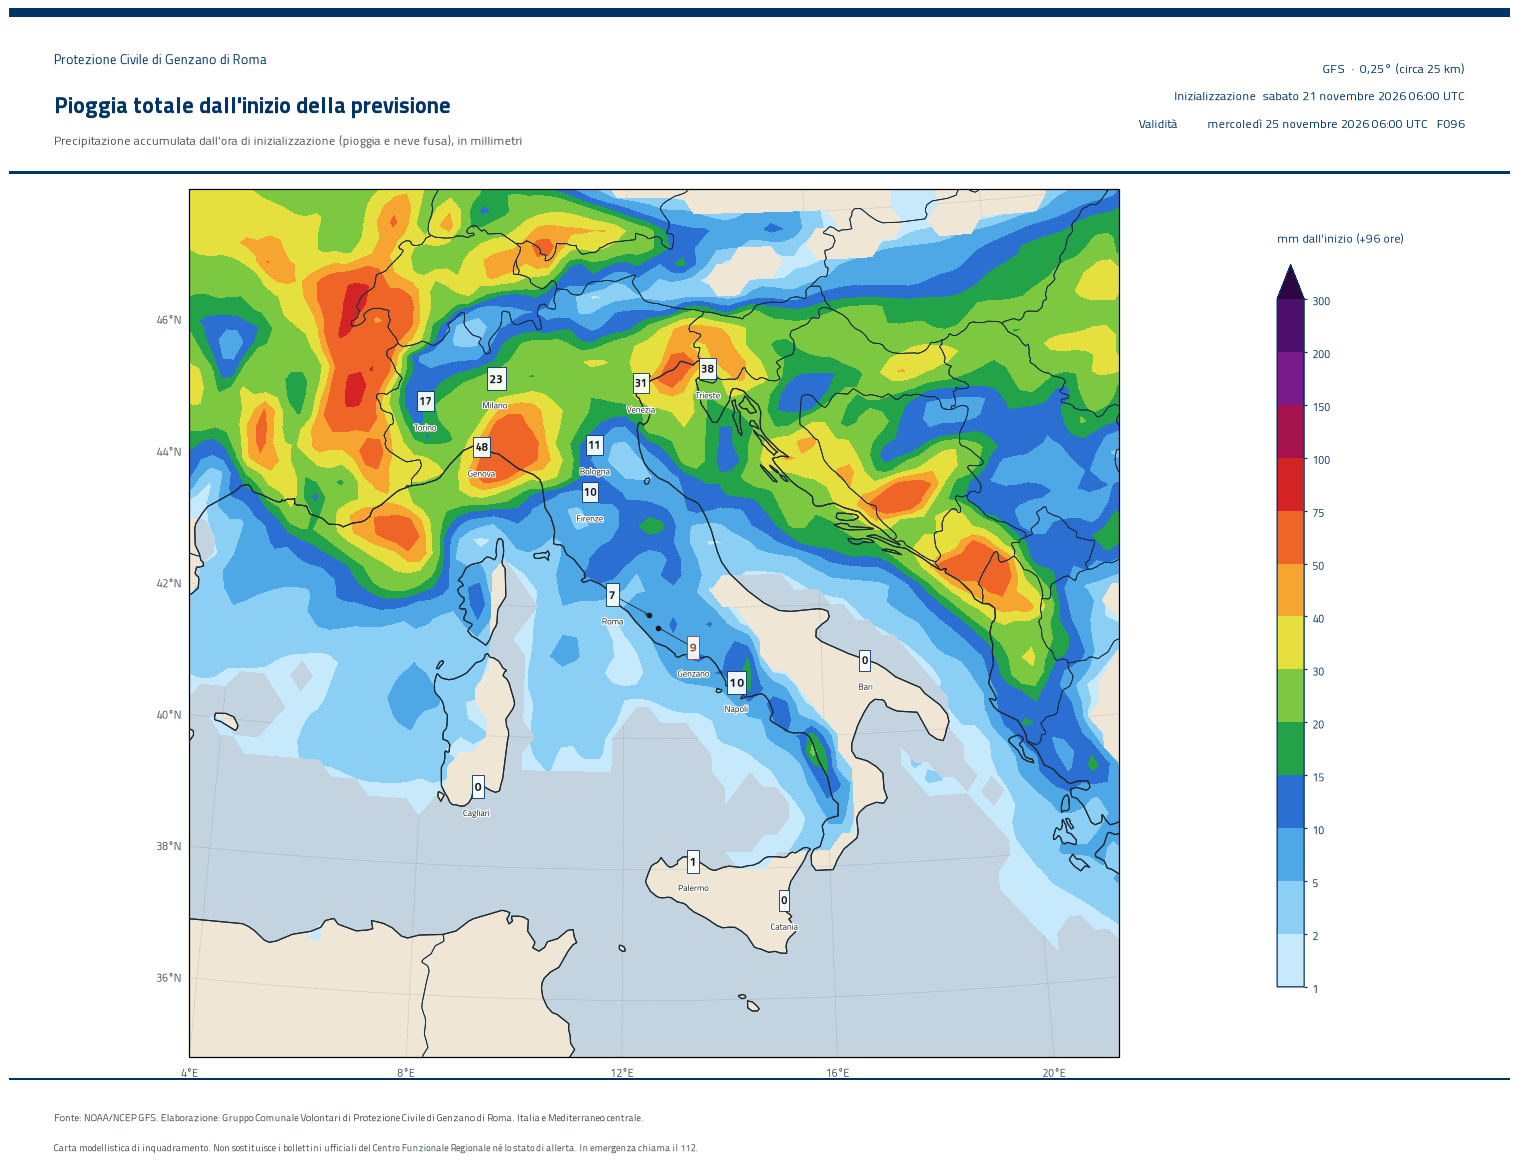 Protezione Civile di Genzano di Roma
Pioggia totale dall'inizio della previsione
Precipitazione accumulata dall'ora di inizializzazione (pioggia e neve fusa), in millimetri
GFS · 0,25° (circa 25 km)
Inizializzazione sabato 21 novembre 2026 06:00 UTC
Validità mercoledì 25 novembre 2026 06:00 UTC F096
mm dall'inizio (+96 ore)
300
200
150
100
75
50
40
30
20
15
10
5
2
1
46°N
44°N
42°N
40°N
38°N
36°N
4°E
8°E
12°E
16°E
20°E
38
Trieste
23
Milano
31
Venezia
17
Torino
48
Genova
11
Bologna
10
Firenze
7
Roma
9
Genzano
0
Bari
10
Napoli
0
Cagliari
1
Palermo
0
Catania
Fonte: NOAA/NCEP GFS. Elaborazione: Gruppo Comunale Volontari di Protezione Civile di Genzano di Roma. Italia e Mediterraneo centrale.
Carta modellistica di inquadramento. Non sostituisce i bollettini ufficiali del Centro Funzionale Regionale né lo stato di allerta. In emergenza chiama il 112.